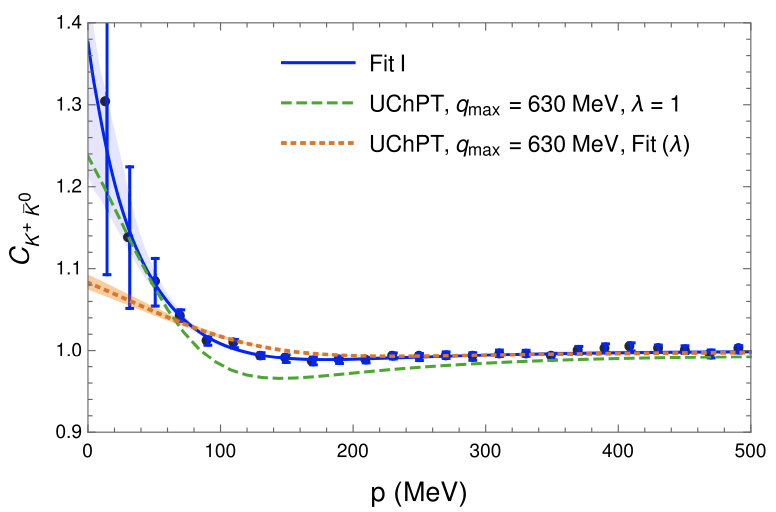 1.4
1.3
1.2
1.1
1.0
0.9
C_{K⁺ K̄⁰}
Fit I
UChPT, q_max = 630 MeV, λ = 1
UChPT, q_max = 630 MeV, Fit (λ)
0 100 200 300 400 500
p (MeV)